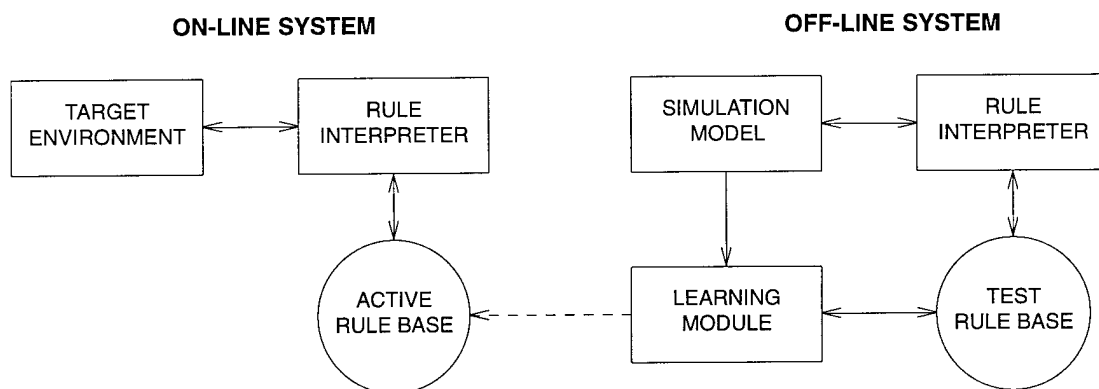 ON-LINE SYSTEM
OFF-LINE SYSTEM
TARGET
ENVIRONMENT
RULE
INTERPRETER
SIMULATION
MODEL
RULE
INTERPRETER
ACTIVE
RULE BASE
LEARNING
MODULE
TEST
RULE BASE